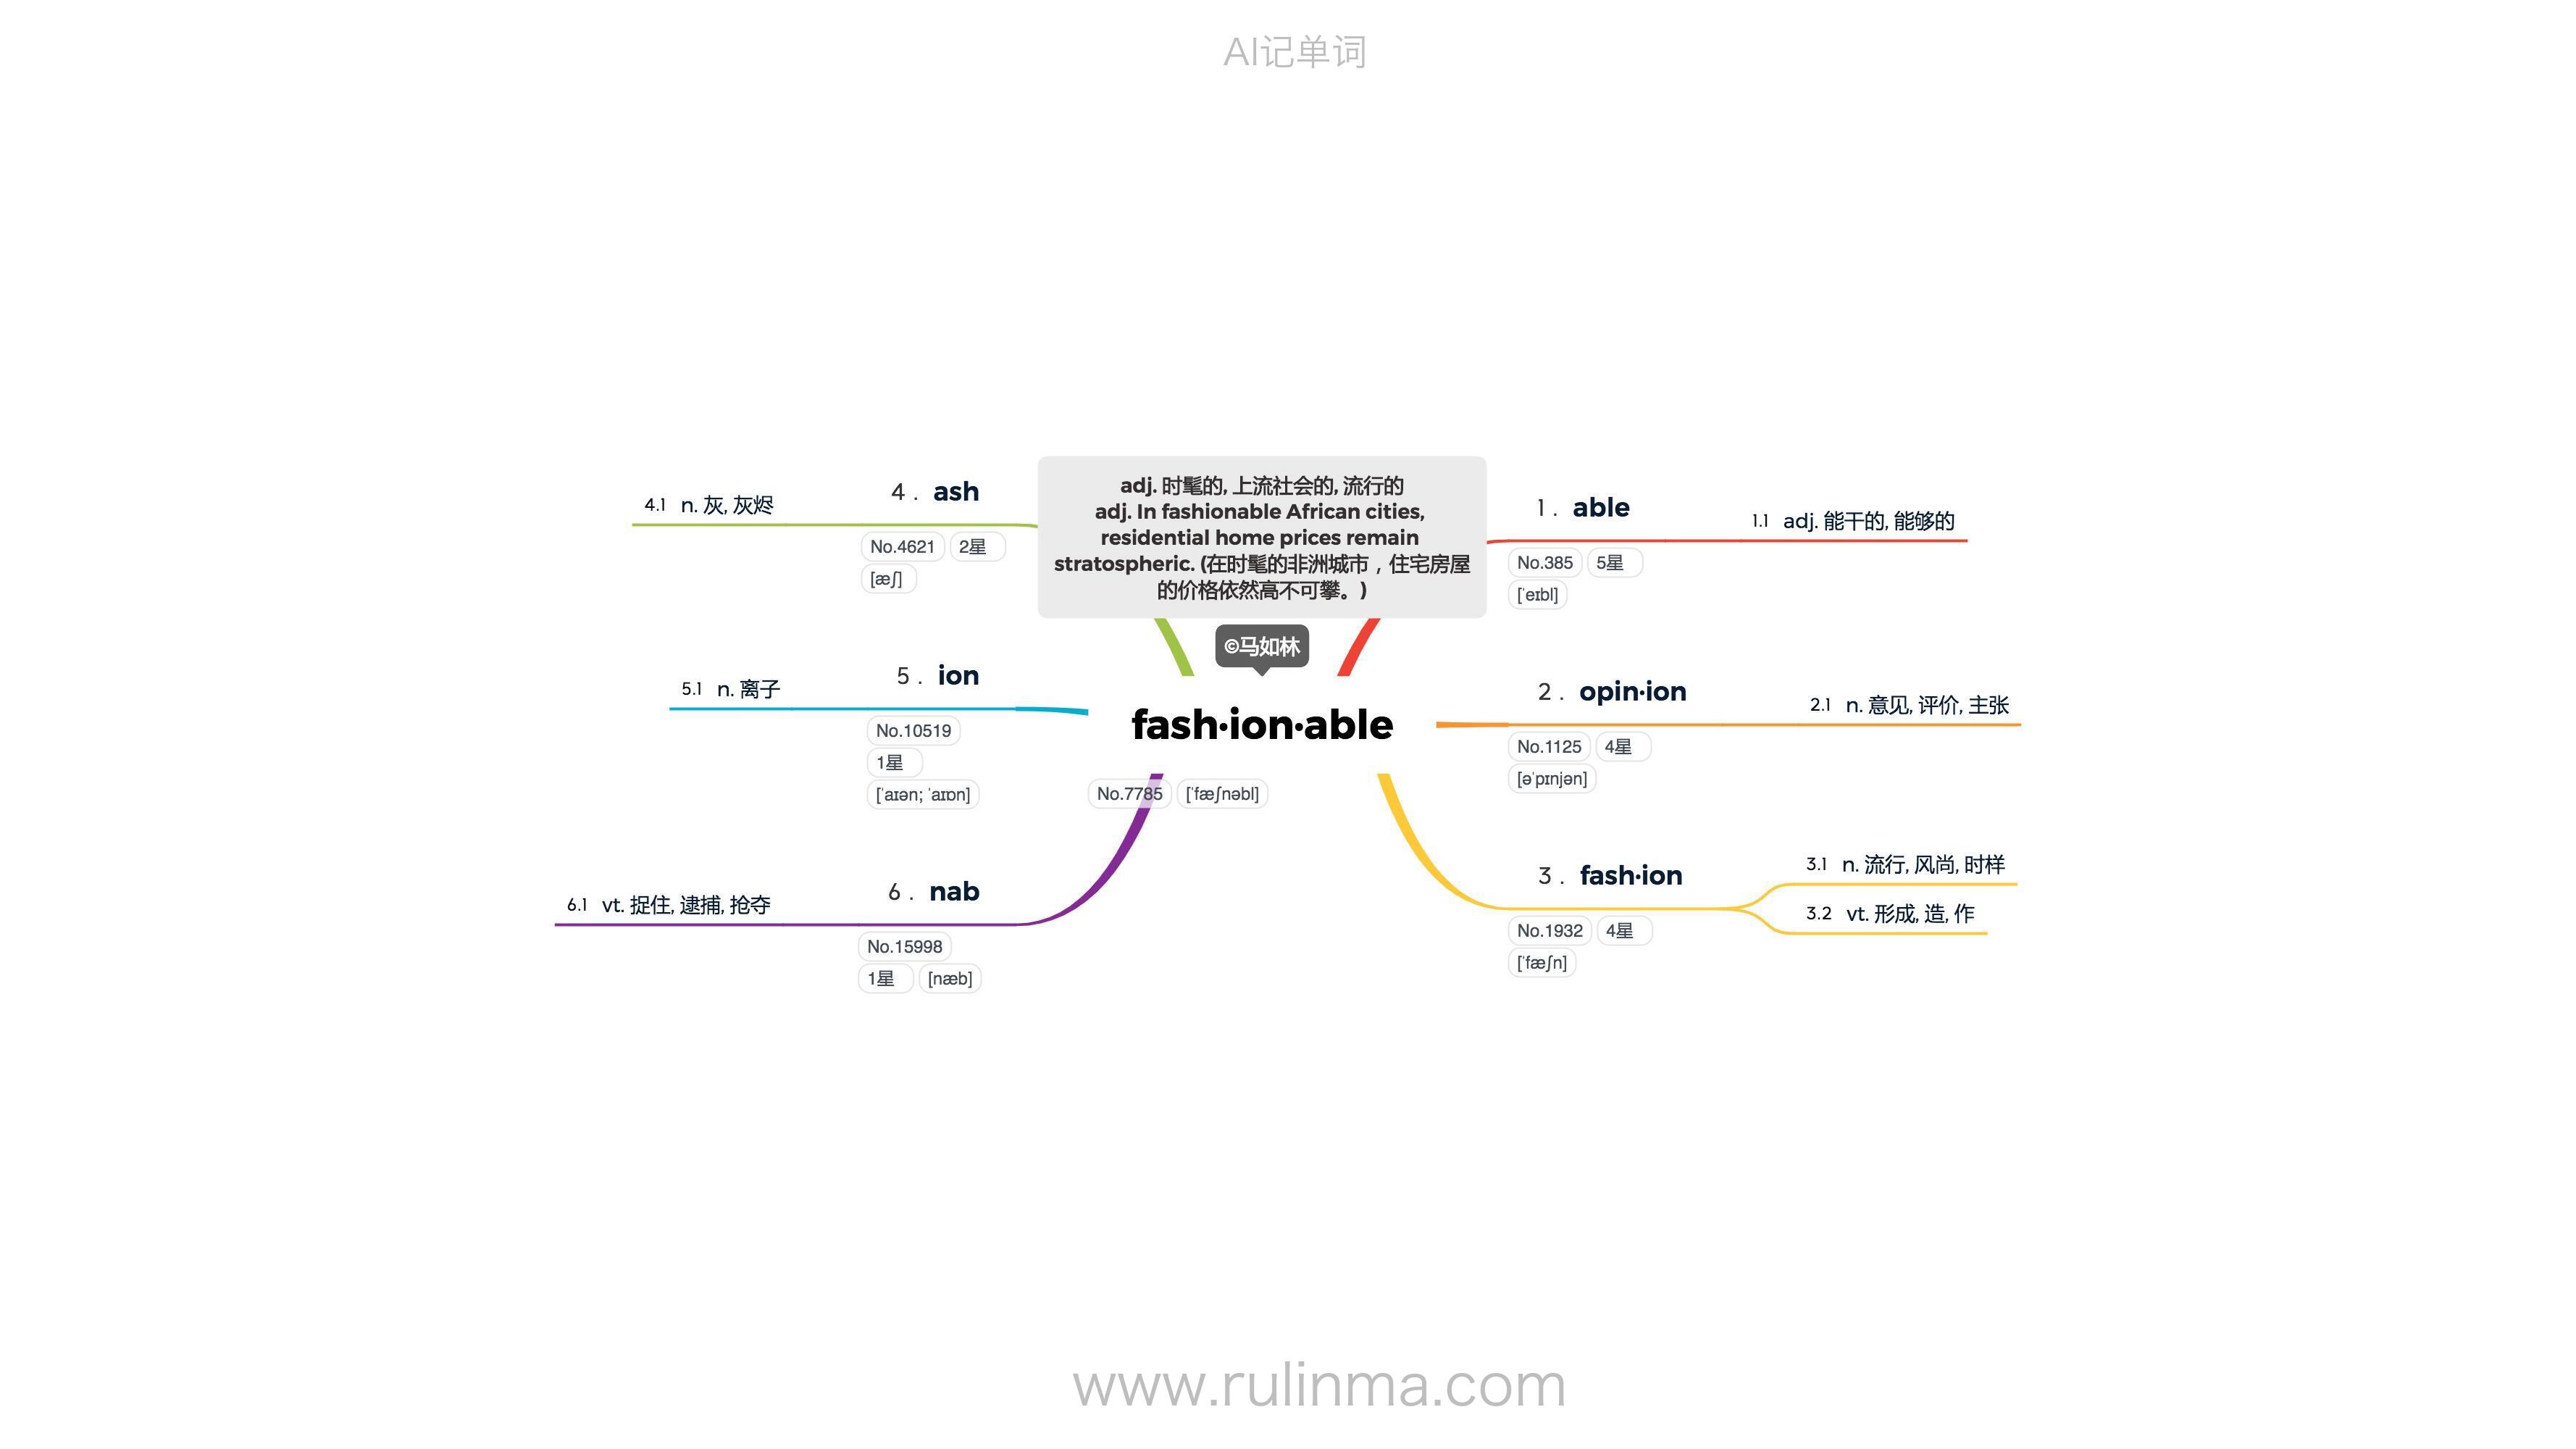 AI记单词
adj. 时髦的, 上流社会的, 流行的
adj. In fashionable African cities,
residential home prices remain
stratospheric. (在时髦的非洲城市，住宅房屋
的价格依然高不可攀。)
©马如林
fash·ion·able
No.7785 [ˈfæʃnəbl]
1 . able
No.385 5星
[ˈeɪbl]
1.1 adj. 能干的, 能够的
2 . opin·ion
No.1125 4星
[əˈpɪnjən]
2.1 n. 意见, 评价, 主张
3 . fash·ion
No.1932 4星
[ˈfæʃn]
3.1 n. 流行, 风尚, 时样
3.2 vt. 形成, 造, 作
4 . ash
No.4621 2星
[æʃ]
4.1 n. 灰, 灰烬
5 . ion
No.10519
1星
[ˈaɪən; ˈaɪɒn]
5.1 n. 离子
6 . nab
No.15998
1星 [næb]
6.1 vt. 捉住, 逮捕, 抢夺
www.rulinma.com